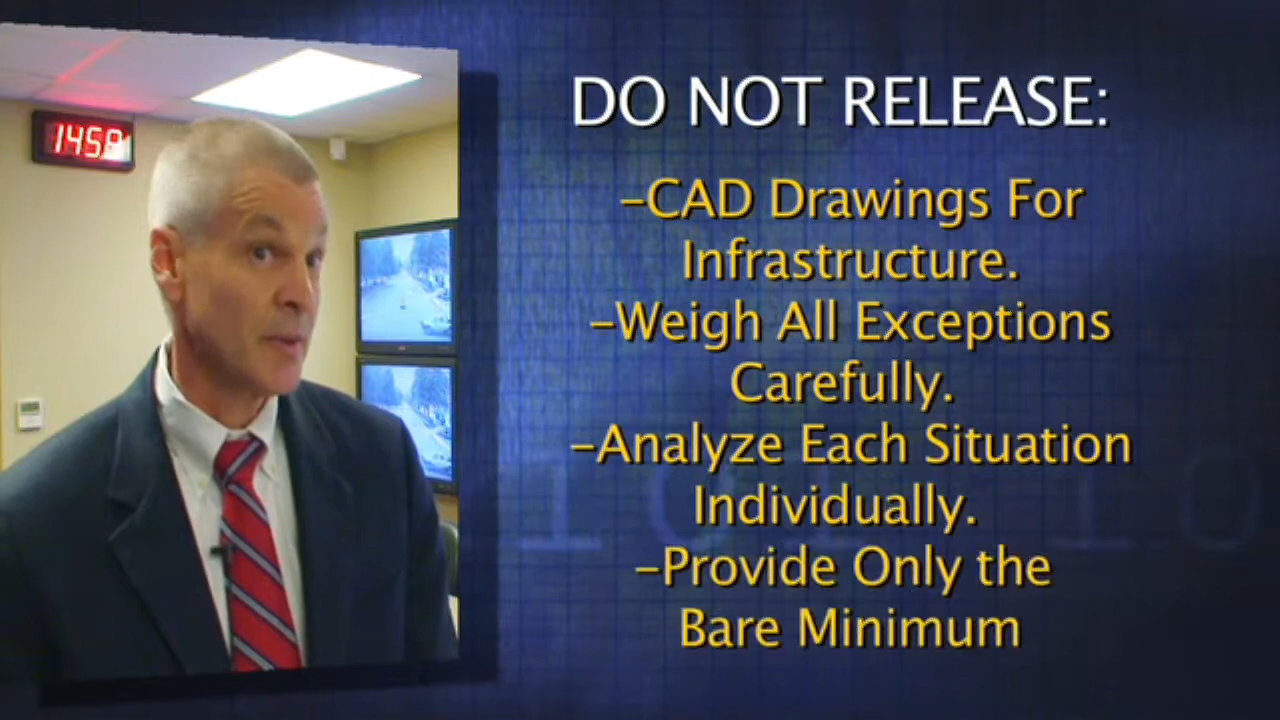 1458
DO NOT RELEASE:
-CAD Drawings For
Infrastructure.
-Weigh All Exceptions
Carefully.
-Analyze Each Situation
Individually.
-Provide Only the
Bare Minimum